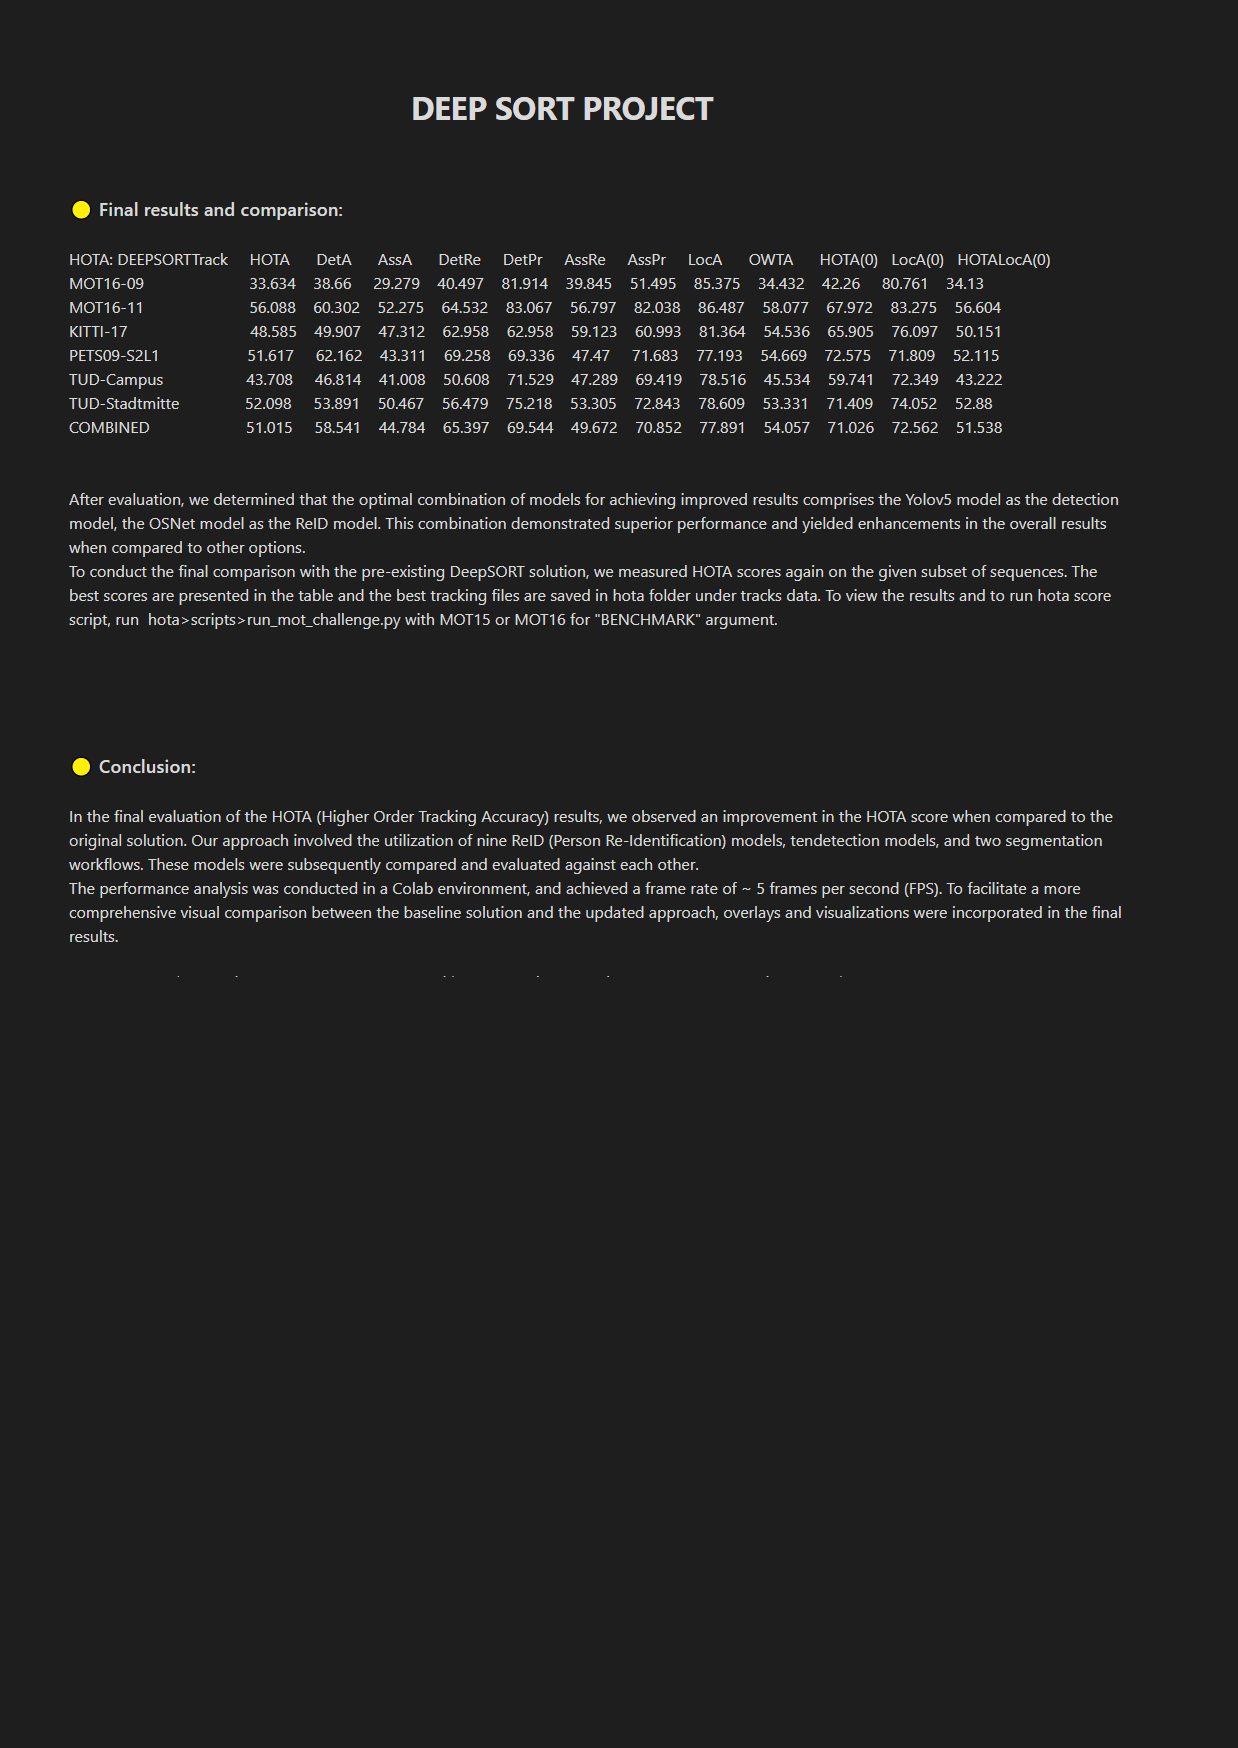 DEEP SORT PROJECT
Final results and comparison:
HOTA: DEEPSORTTrack HOTA DetA AssA DetRe DetPr AssRe AssPr LocA OWTA HOTA(0) LocA(0) HOTALocA(0)
MOT16-09 33.634 38.66 29.279 40.497 81.914 39.845 51.495 85.375 34.432 42.26 80.761 34.13
MOT16-11 56.088 60.302 52.275 64.532 83.067 56.797 82.038 86.487 58.077 67.972 83.275 56.604
KITTI-17 48.585 49.907 47.312 62.958 62.958 59.123 60.993 81.364 54.536 65.905 76.097 50.151
PETS09-S2L1 51.617 62.162 43.311 69.258 69.336 47.47 71.683 77.193 54.669 72.575 71.809 52.115
TUD-Campus 43.708 46.814 41.008 50.608 71.529 47.289 69.419 78.516 45.534 59.741 72.349 43.222
TUD-Stadtmitte 52.098 53.891 50.467 56.479 75.218 53.305 72.843 78.609 53.331 71.409 74.052 52.88
COMBINED 51.015 58.541 44.784 65.397 69.544 49.672 70.852 77.891 54.057 71.026 72.562 51.538
After evaluation, we determined that the optimal combination of models for achieving improved results comprises the Yolov5 model as the detection
model, the OSNet model as the ReID model. This combination demonstrated superior performance and yielded enhancements in the overall results
when compared to other options.
To conduct the final comparison with the pre-existing DeepSORT solution, we measured HOTA scores again on the given subset of sequences. The
best scores are presented in the table and the best tracking files are saved in hota folder under tracks data. To view the results and to run hota score
script, run hota>scripts>run_mot_challenge.py with MOT15 or MOT16 for "BENCHMARK" argument.
Conclusion:
In the final evaluation of the HOTA (Higher Order Tracking Accuracy) results, we observed an improvement in the HOTA score when compared to the
original solution. Our approach involved the utilization of nine ReID (Person Re-Identification) models, tendetection models, and two segmentation
workflows. These models were subsequently compared and evaluated against each other.
The performance analysis was conducted in a Colab environment, and achieved a frame rate of ~ 5 frames per second (FPS). To facilitate a more
comprehensive visual comparison between the baseline solution and the updated approach, overlays and visualizations were incorporated in the final
results.